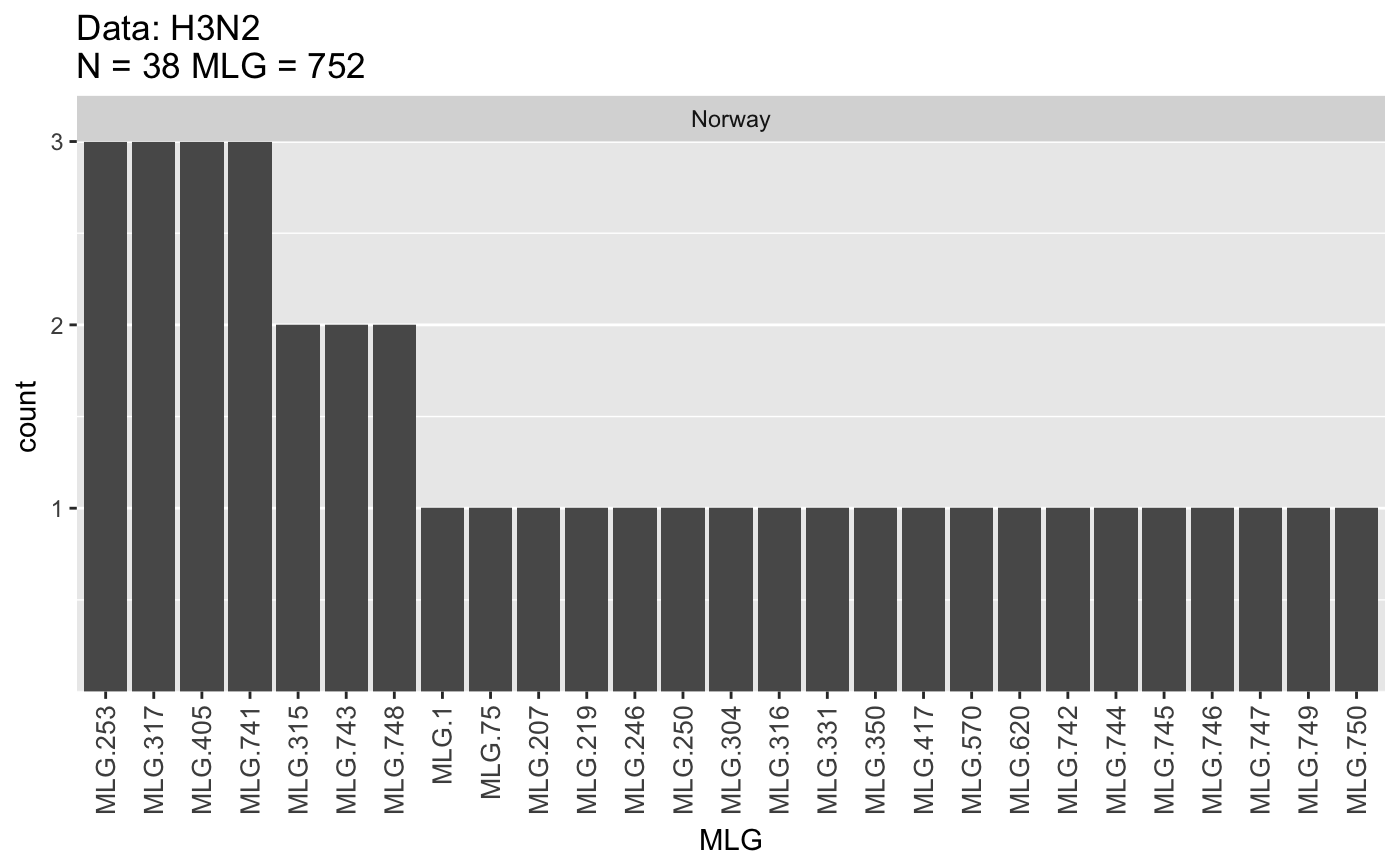 Data: H3N2
N = 38 MLG = 752
Norway
3
2
1
count
MLG.253
MLG.317
MLG.405
MLG.741
MLG.315
MLG.743
MLG.748
MLG.1
MLG.75
MLG.207
MLG.219
MLG.246
MLG.250
MLG.304
MLG.316
MLG.331
MLG.350
MLG.417
MLG.570
MLG.620
MLG.742
MLG.744
MLG.745
MLG.746
MLG.747
MLG.749
MLG.750
MLG